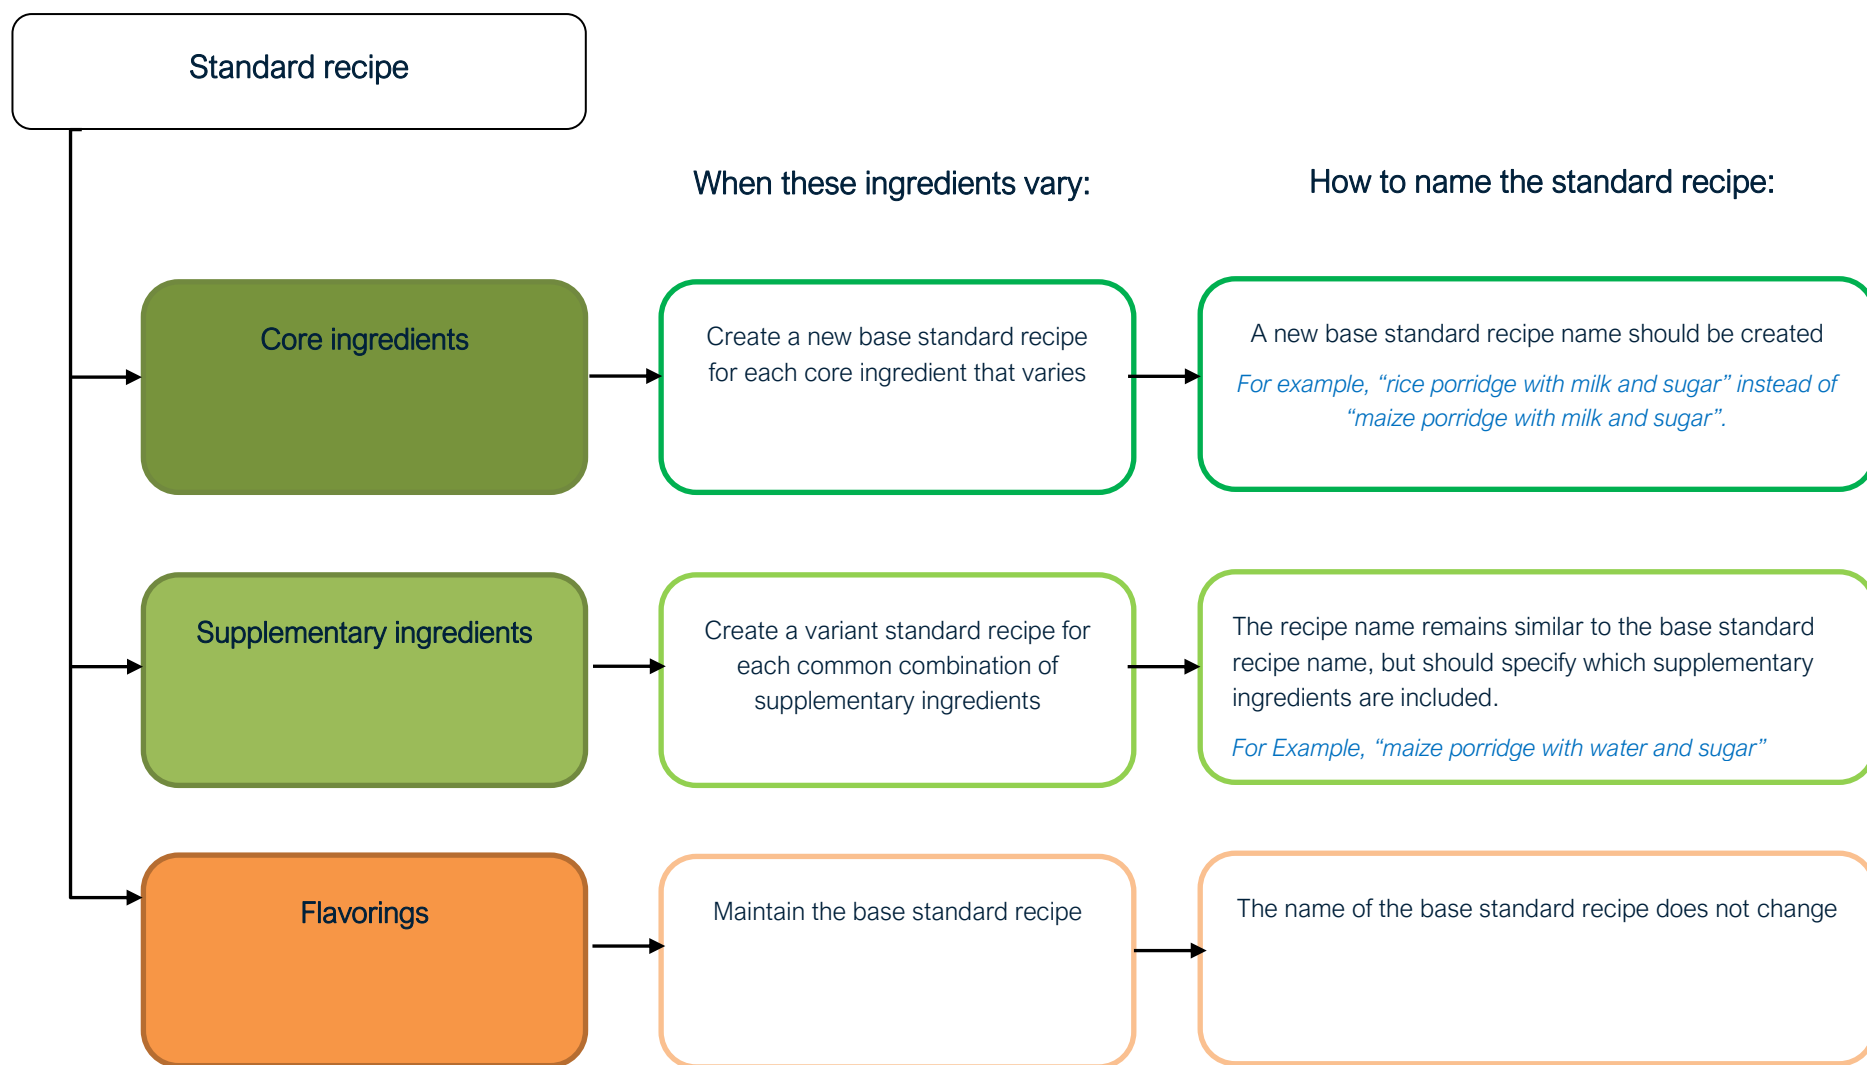 Standard recipe
When these ingredients vary:
How to name the standard recipe:
Core ingredients
Create a new base standard recipe
for each core ingredient that varies
A new base standard recipe name should be created
For example, “rice porridge with milk and sugar” instead of
“maize porridge with milk and sugar”.
Supplementary ingredients
Create a variant standard recipe for
each common combination of
supplementary ingredients
The recipe name remains similar to the base standard
recipe name, but should specify which supplementary
ingredients are included.
For Example, “maize porridge with water and sugar”
Flavorings
Maintain the base standard recipe
The name of the base standard recipe does not change